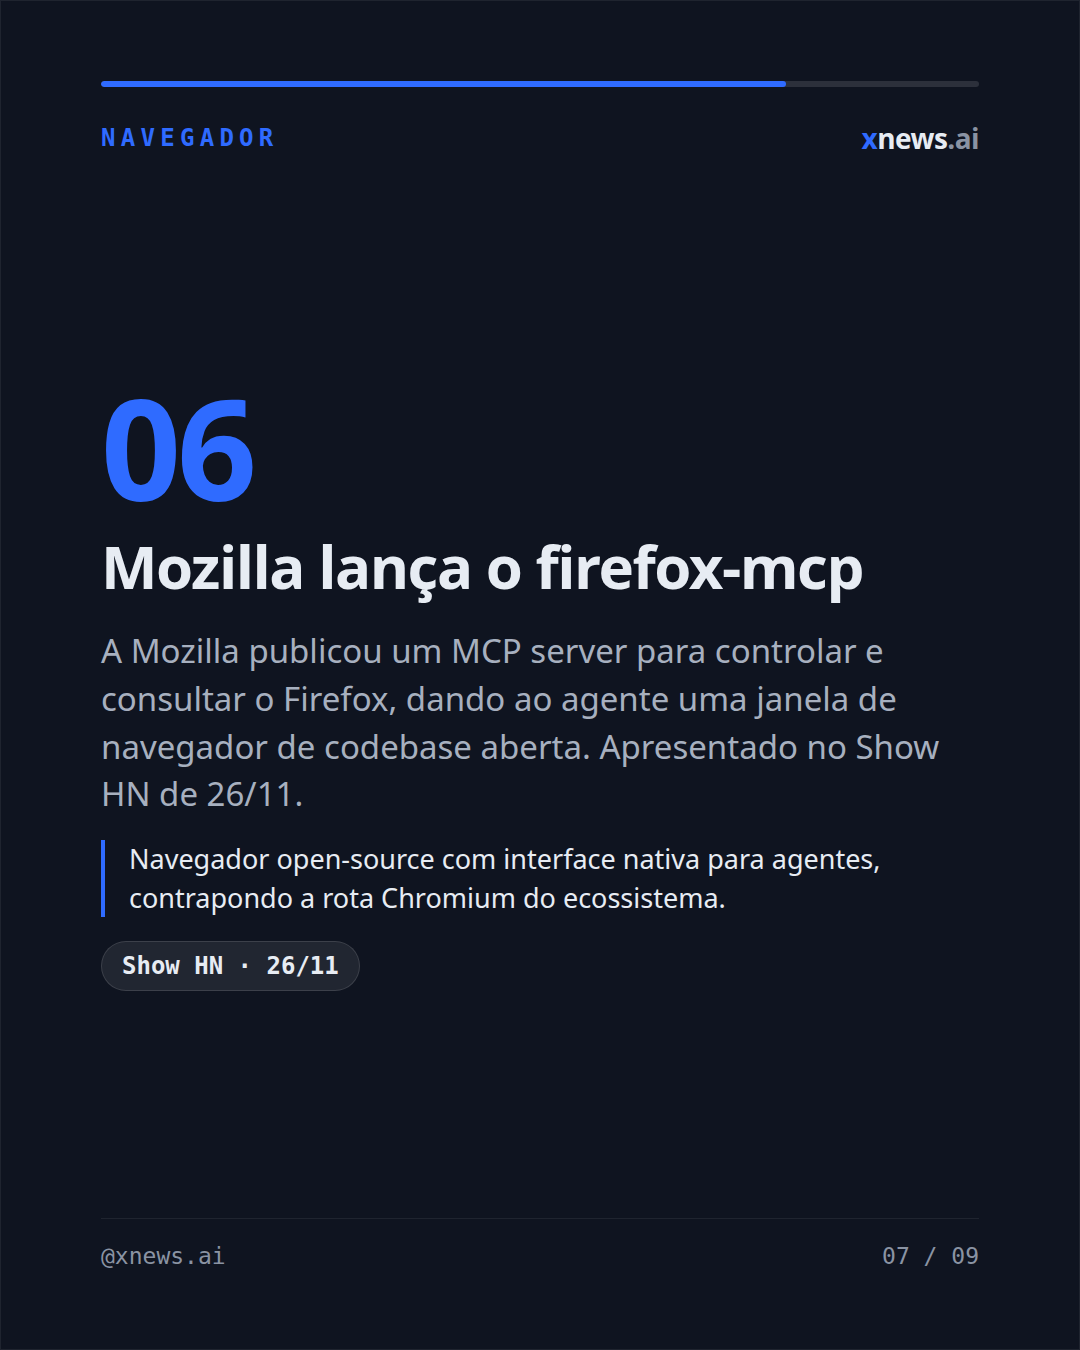 NAVEGADOR
xnews.ai
06
Mozilla lança o firefox-mcp
A Mozilla publicou um MCP server para controlar e
consultar o Firefox, dando ao agente uma janela de
navegador de codebase aberta. Apresentado no Show
HN de 26/11.
Navegador open-source com interface nativa para agentes,
contrapondo a rota Chromium do ecossistema.
Show HN · 26/11
@xnews.ai
07 / 09